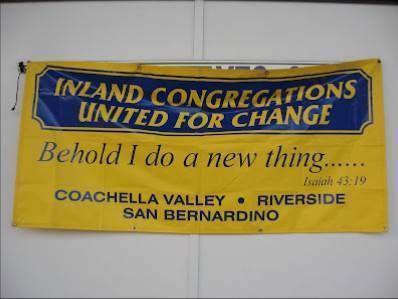 INLAND CONGREGATIONS
UNITED FOR CHANGE
Behold I do a new thing......
Isaiah 43:19
COACHELLA VALLEY • RIVERSIDE
SAN BERNARDINO